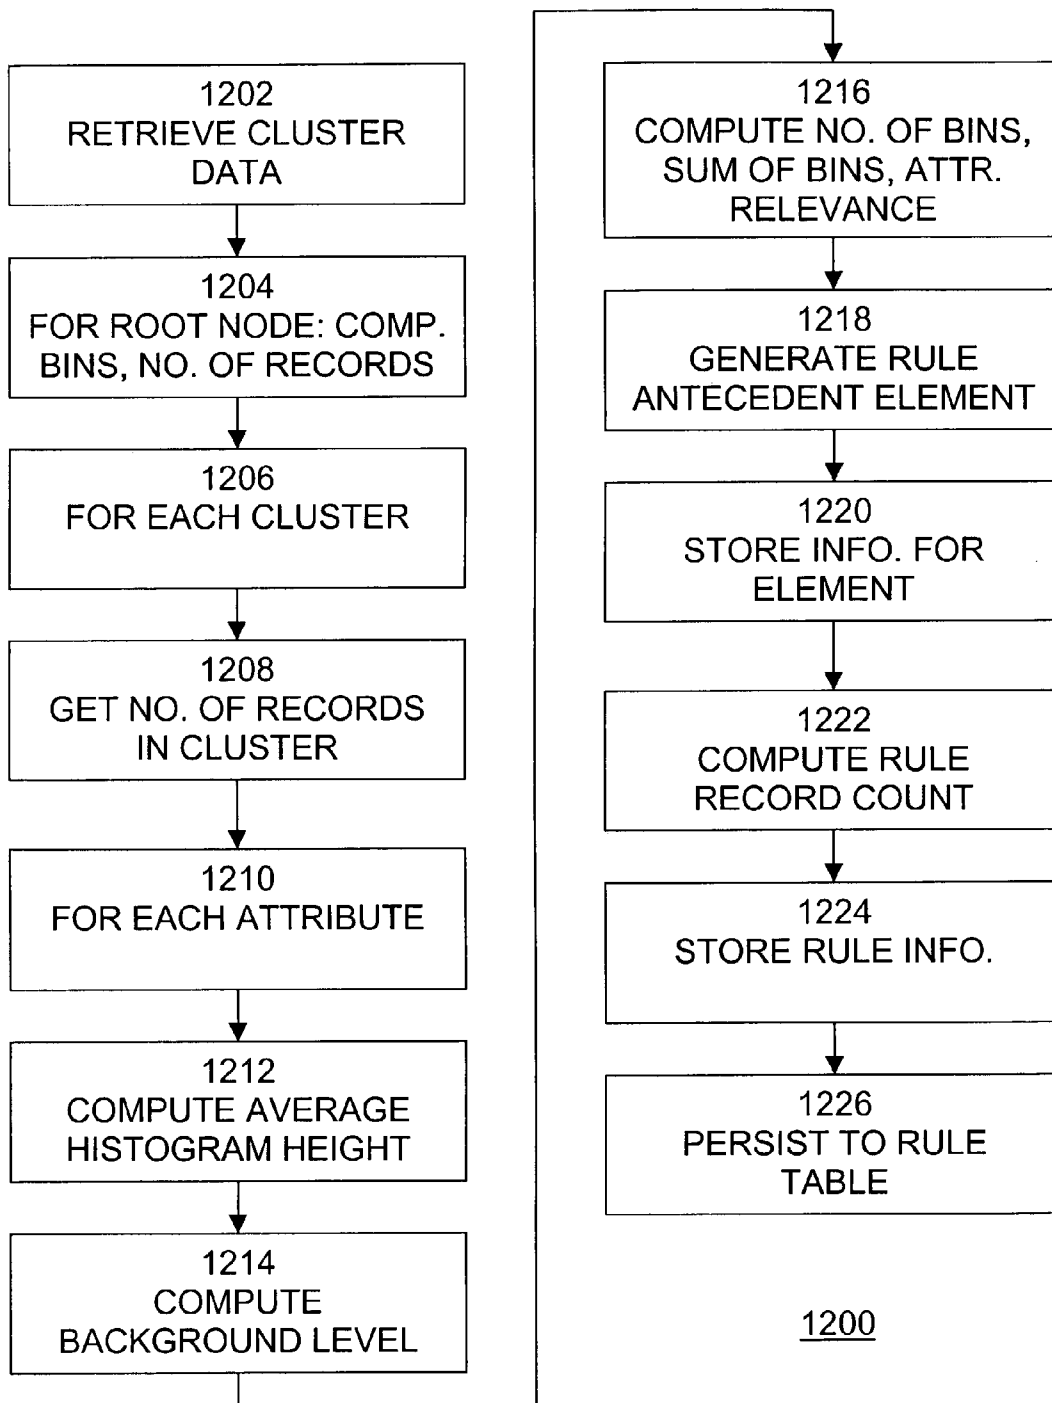 1202
RETRIEVE CLUSTER
DATA
1204
FOR ROOT NODE: COMP.
BINS, NO. OF RECORDS
1206
FOR EACH CLUSTER
1208
GET NO. OF RECORDS
IN CLUSTER
1210
FOR EACH ATTRIBUTE
1212
COMPUTE AVERAGE
HISTOGRAM HEIGHT
1214
COMPUTE
BACKGROUND LEVEL
1216
COMPUTE NO. OF BINS,
SUM OF BINS, ATTR.
RELEVANCE
1218
GENERATE RULE
ANTECEDENT ELEMENT
1220
STORE INFO. FOR
ELEMENT
1222
COMPUTE RULE
RECORD COUNT
1224
STORE RULE INFO.
1226
PERSIST TO RULE
TABLE
1200